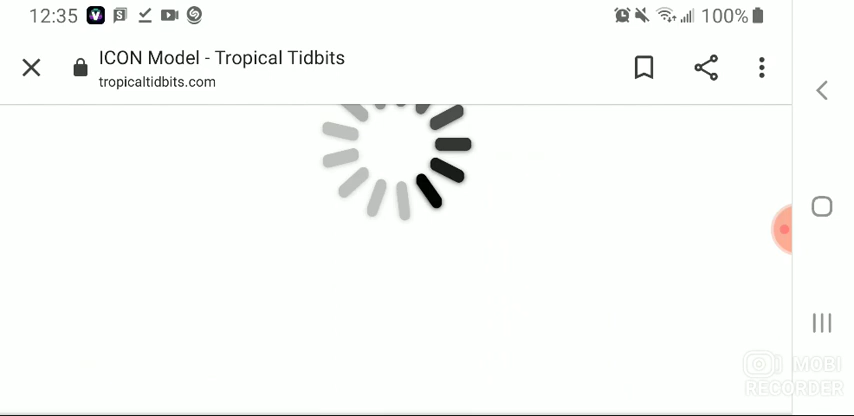 12:35 100%
ICON Model - Tropical Tidbits
tropicaltidbits.com
MOBI
RECORDER